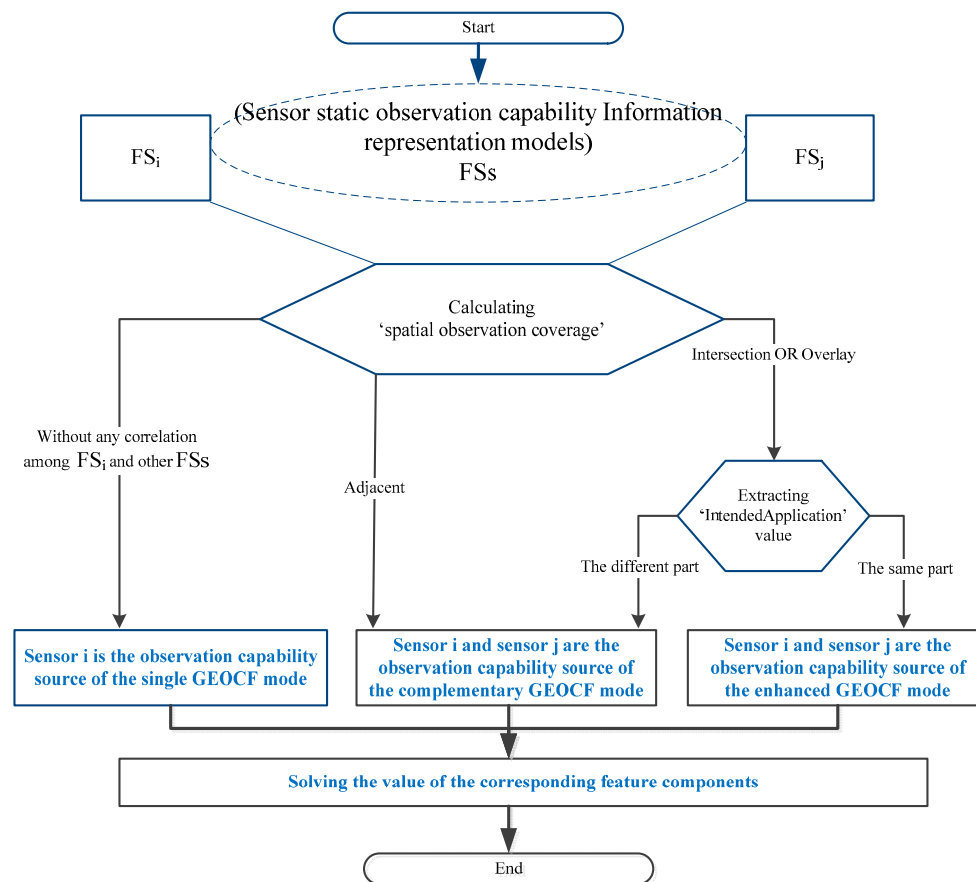 Start
(Sensor static observation capability Information
representation models)
FSs
FSi
FSj
Calculating
‘spatial observation coverage’
Intersection OR Overlay
Without any correlation
among FSi and other FSs
Adjacent
Extracting
‘IntendedApplication’
value
The different part
The same part
Sensor i is the observation capability
source of the single GEOCF mode
Sensor i and sensor j are the
observation capability source of
the complementary GEOCF mode
Sensor i and sensor j are the
observation capability source of
the enhanced GEOCF mode
Solving the value of the corresponding feature components
End